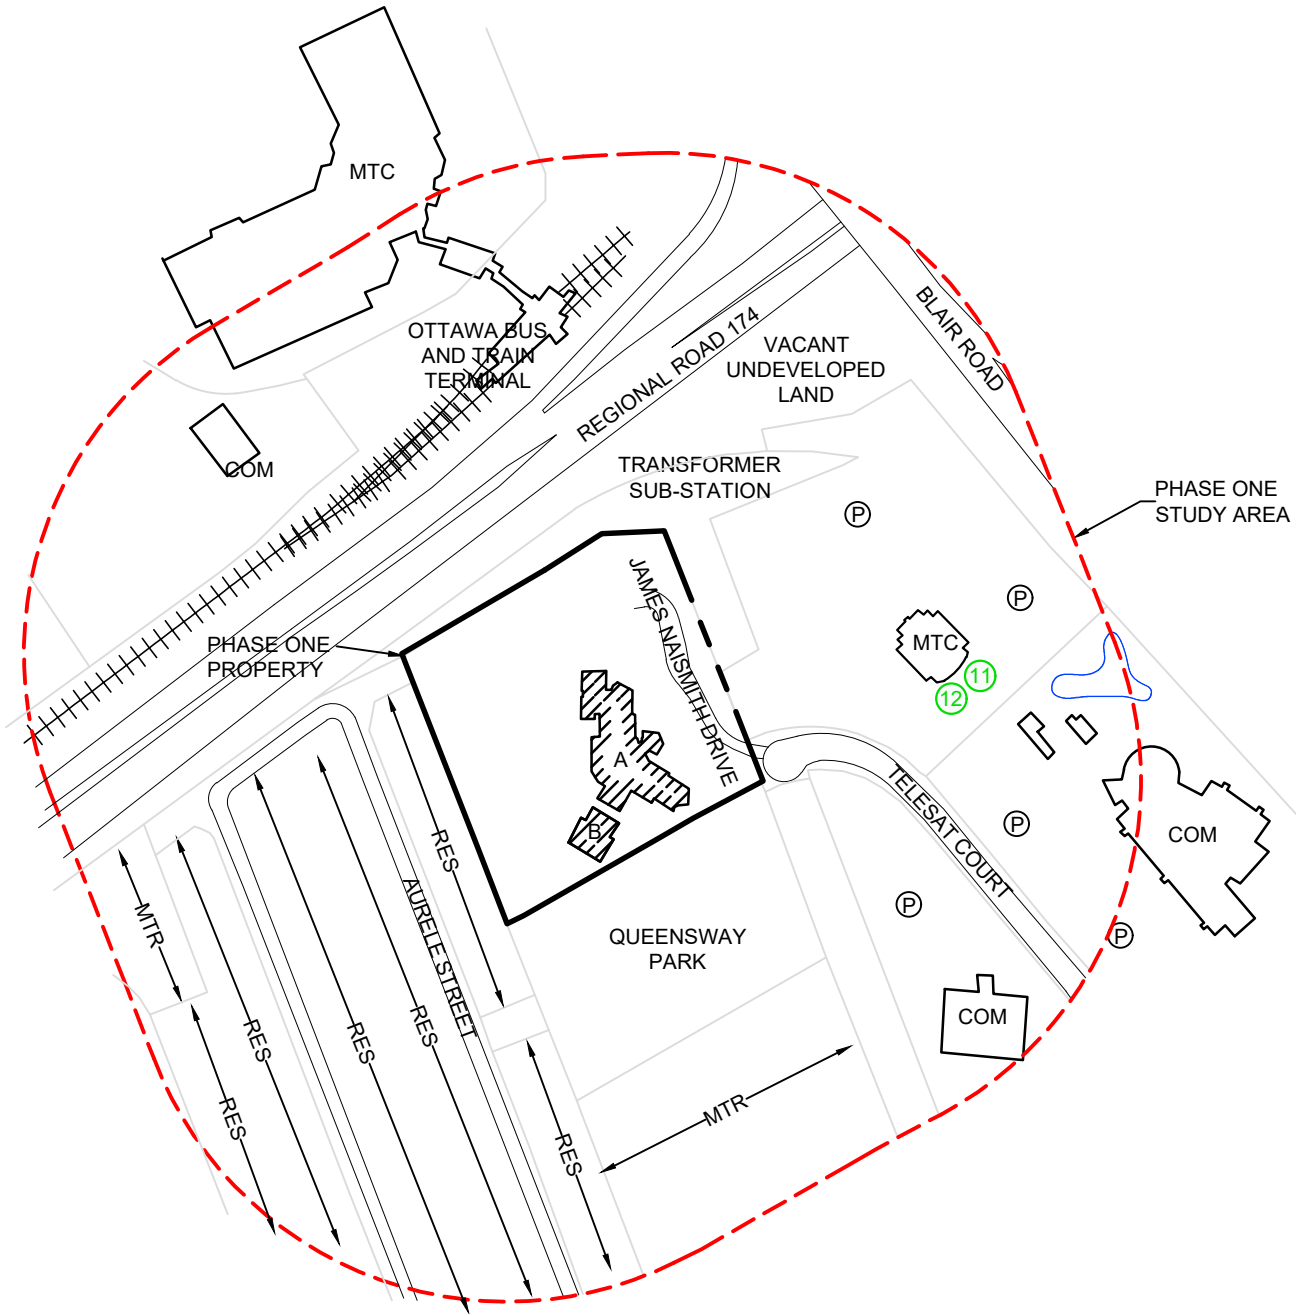 MTC
OTTAWA BUS
AND TRAIN
TERMINAL
COM
REGIONAL ROAD 174
VACANT
UNDEVELOPED
LAND
BLAIR ROAD
TRANSFORMER
SUB-STATION
PHASE ONE
STUDY AREA
P
P
JAMES NAISMITH DRIVE
PHASE ONE
PROPERTY
MTC
11
12
A
B
TELESAT COURT
P
COM
RES
AURELE STREET
MTR
P
P
QUEENSWAY
PARK
COM
RES
RES
RES
RES
RES
MTR